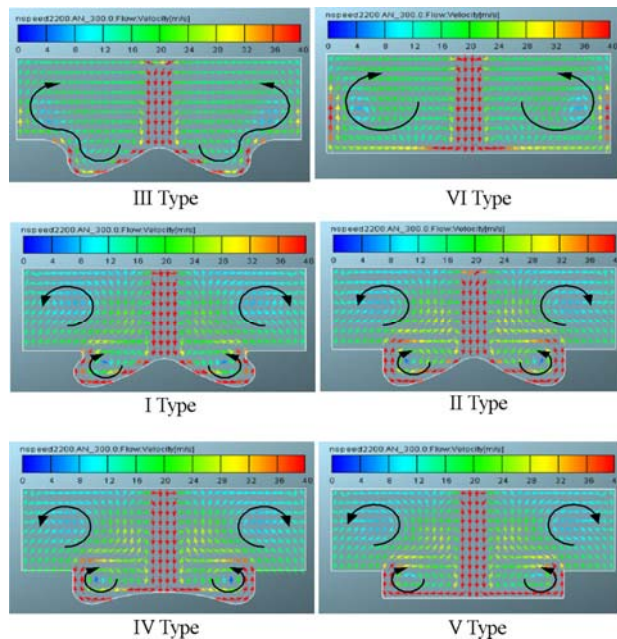 nspeed2200.AN_300.0:Flow:Velocity[m/s]
0 4 8 12 16 20 24 28 32 36 40
nspeed2200.AN_300.0:Flow:Velocity[m/s]
0 4 8 12 16 20 24 28 32 36 40
III Type
VI Type
nspeed2200.AN_300.0:Flow:Velocity[m/s]
0 4 8 12 16 20 24 28 32 36 40
nspeed2200.AN_300.0:Flow:Velocity[m/s]
0 4 8 12 16 20 24 28 32 36 4
I Type
II Type
nspeed2200.AN_300.0:Flow:Velocity[m/s]
0 4 8 12 16 20 24 28 32 36 40
nspeed2200.AN_300.0:Flow:Velocity[m/s]
0 4 8 12 16 20 24 28 32 36 4
IV Type
V Type